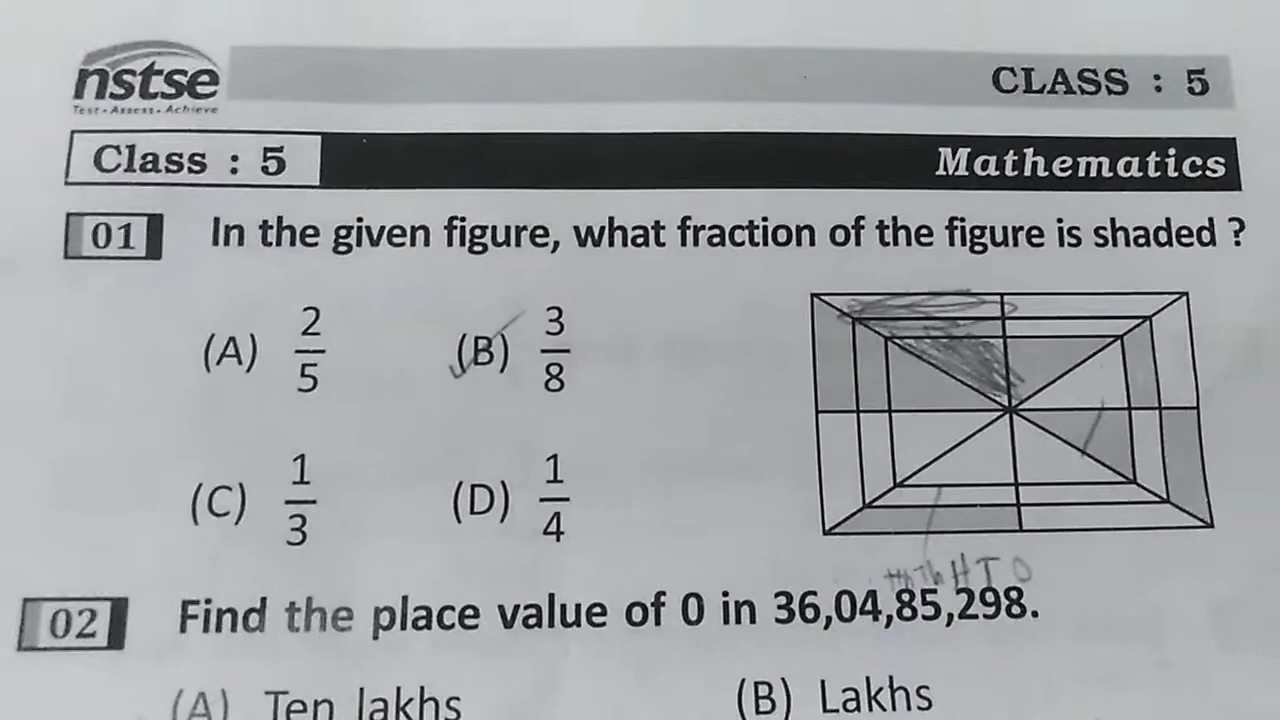 nstse
Test • Assess • Achieve
CLASS : 5
Class : 5 Mathematics
01 In the given figure, what fraction of the figure is shaded ?
(A) 2/5 (B) 3/8
(C) 1/3 (D) 1/4
Th H T O
02 Find the place value of 0 in 36,04,85,298.
(A) Ten lakhs (B) Lakhs